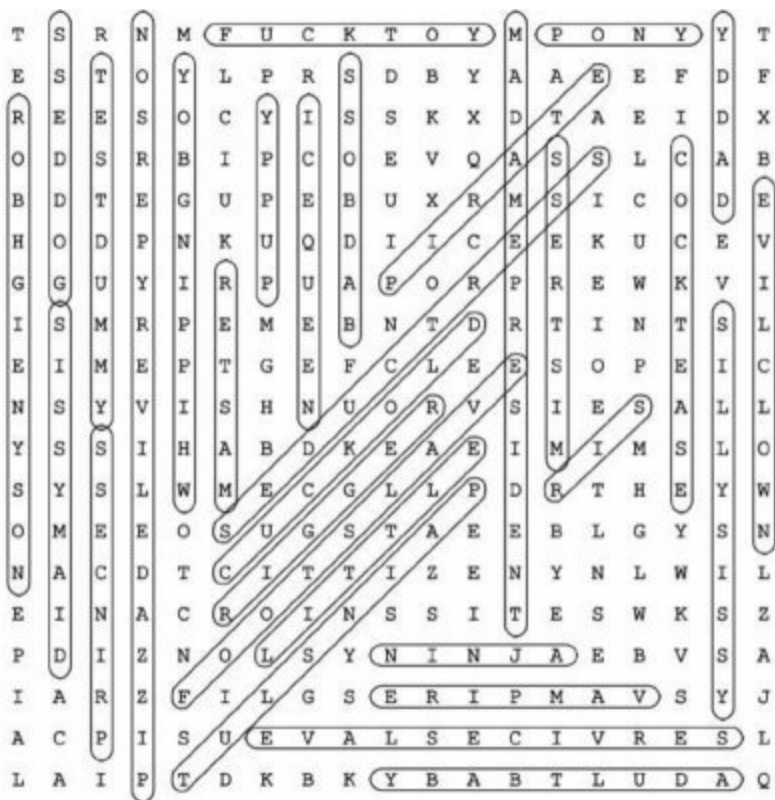 T S R N M F U C K T O Y M P O N Y Y T
E S T O Y L P R S D B Y A A E E F D F
R E E S O C Y I S S K X D T A E I D X
O D S R B I P C O E V Q A S S L C A B
B D T E G U P E B U X R M S I C O D E
H O D P N K U Q D I I C E E K U C E V
G G U Y I R P U A P O R P R E W K V I
I S M R P E M E B N T D R T I N T S L
E I M E P T G E F C L E E S O P E I C
N S Y V I S H N U O R V S I E S A L L
Y S S I H A B D K E A E I M I M S L O
S Y S L W M E C G L L P D R T H E Y W
O M E E O S U G S T A E E B L G Y S N
N A C D T C I T T I Z E N Y N L W I L
E I N A C R O I N S S I T E S W K S Z
P D I Z N O L S Y N I N J A E B V S A
I A R Z F I L G S E R I P M A V S Y J
A C P I S U E V A L S E C I V R E S L
L A I P T D K B K Y B A B T L U D A Q